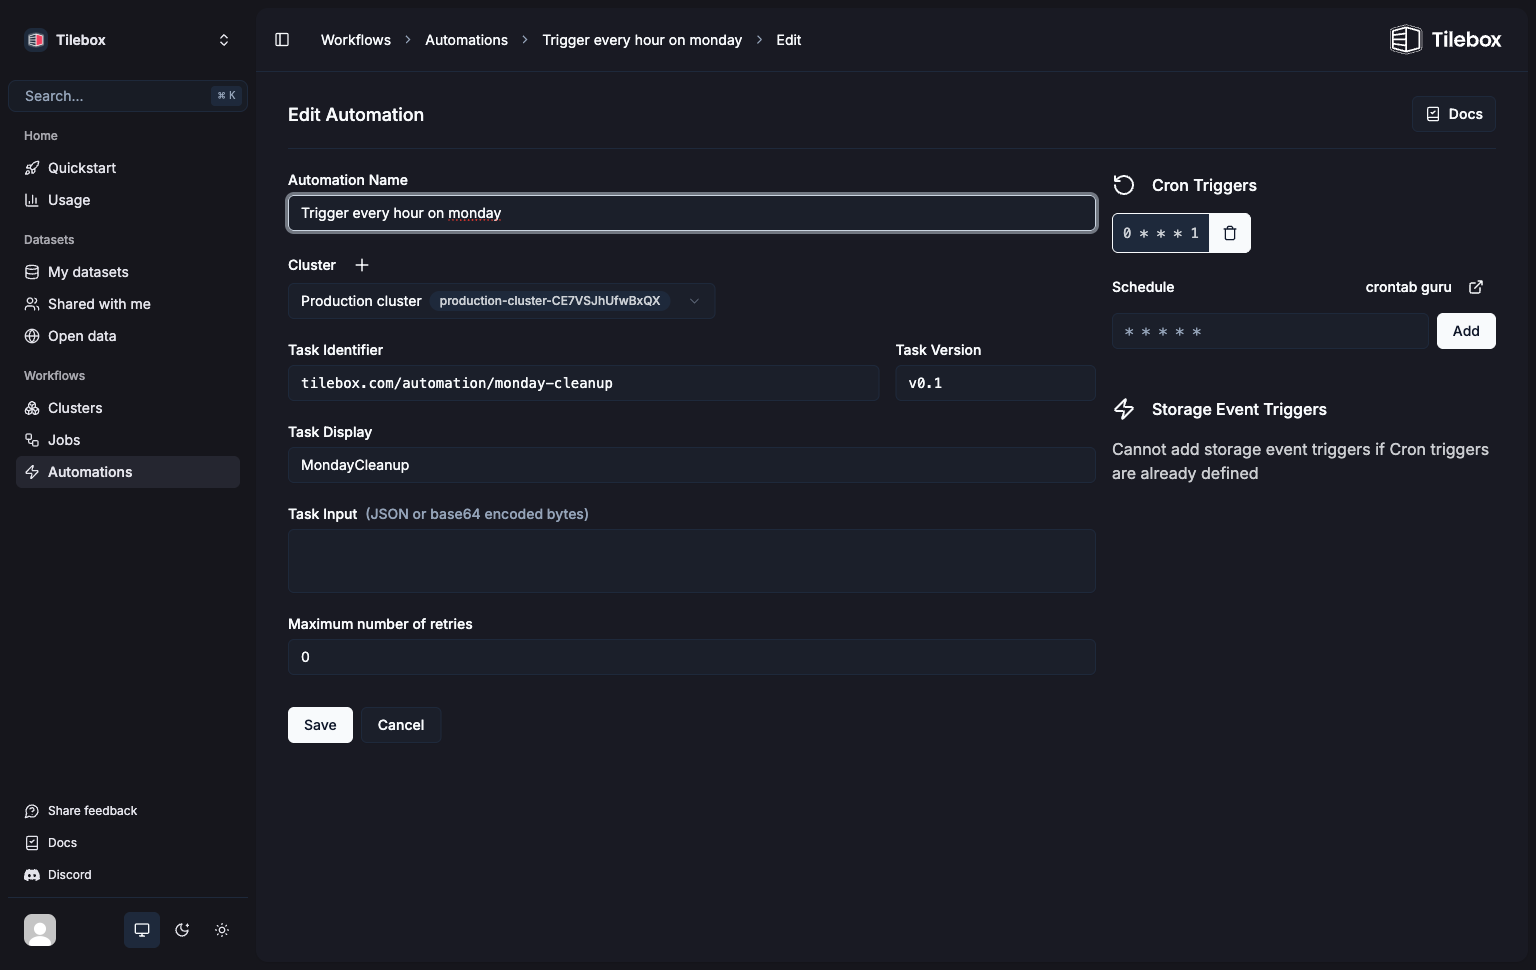 Tilebox
Search...
⌘ K
Home
Quickstart
Usage
Datasets
My datasets
Shared with me
Open data
Workflows
Clusters
Jobs
Automations
Share feedback
Docs
Discord
Workflows > Automations > Trigger every hour on monday > Edit
Tilebox
Edit Automation
Docs
Automation Name
Trigger every hour on monday
Cluster +
Production cluster production-cluster-CE7VSJhUfwBxQX
Task Identifier
tilebox.com/automation/monday-cleanup
Task Version
v0.1
Task Display
MondayCleanup
Task Input (JSON or base64 encoded bytes)
Maximum number of retries
0
Save Cancel
Cron Triggers
0 * * * 1
Schedule
crontab guru
* * * * *
Add
Storage Event Triggers
Cannot add storage event triggers if Cron triggers
are already defined